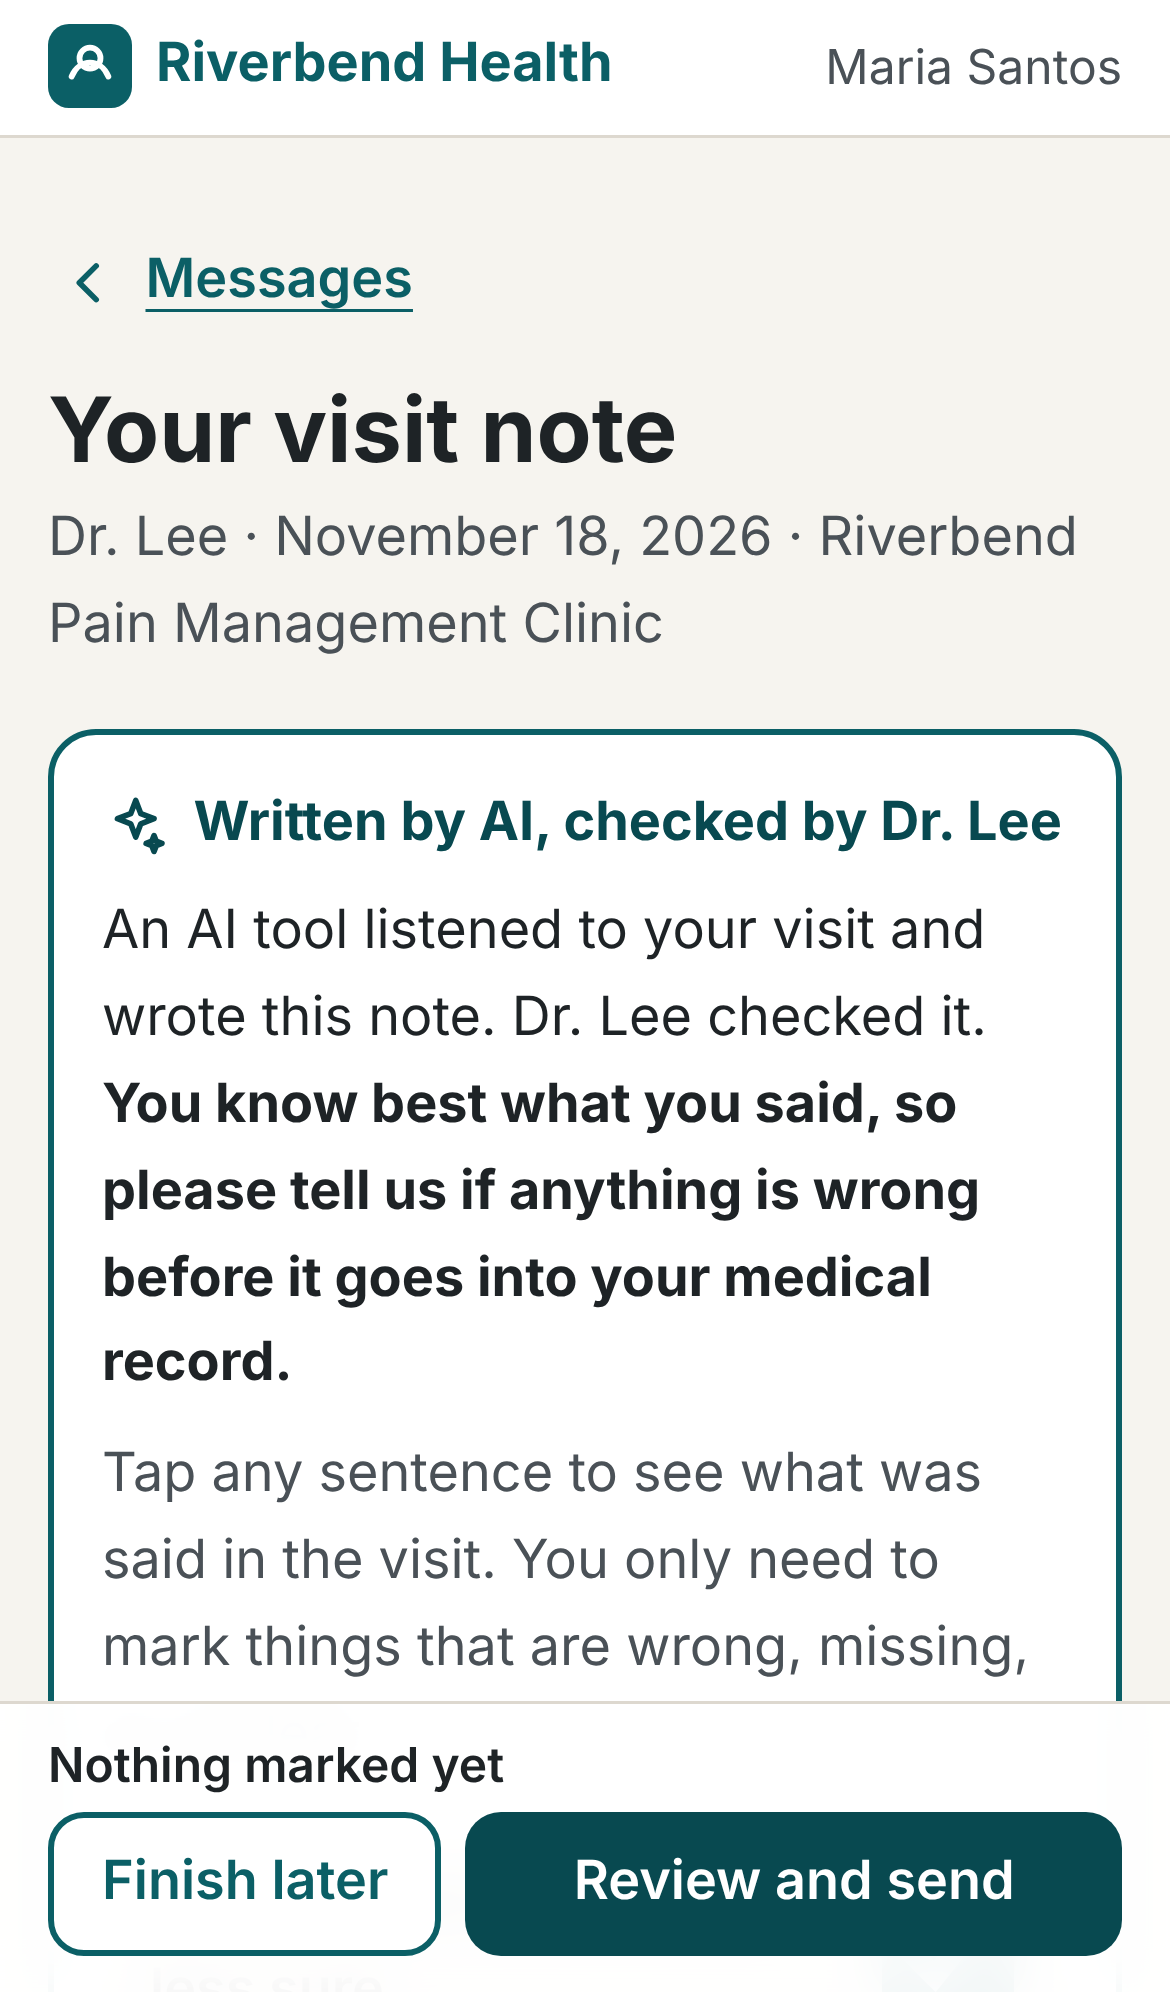 Riverbend Health
Maria Santos
Messages
Your visit note
Dr. Lee · November 18, 2026 · Riverbend
Pain Management Clinic
Written by AI, checked by Dr. Lee
An AI tool listened to your visit and
wrote this note. Dr. Lee checked it.
You know best what you said, so
please tell us if anything is wrong
before it goes into your medical
record.
Tap any sentence to see what was
said in the visit. You only need to
mark things that are wrong, missing,
Nothing marked yet
Finish later
Review and send
less sure